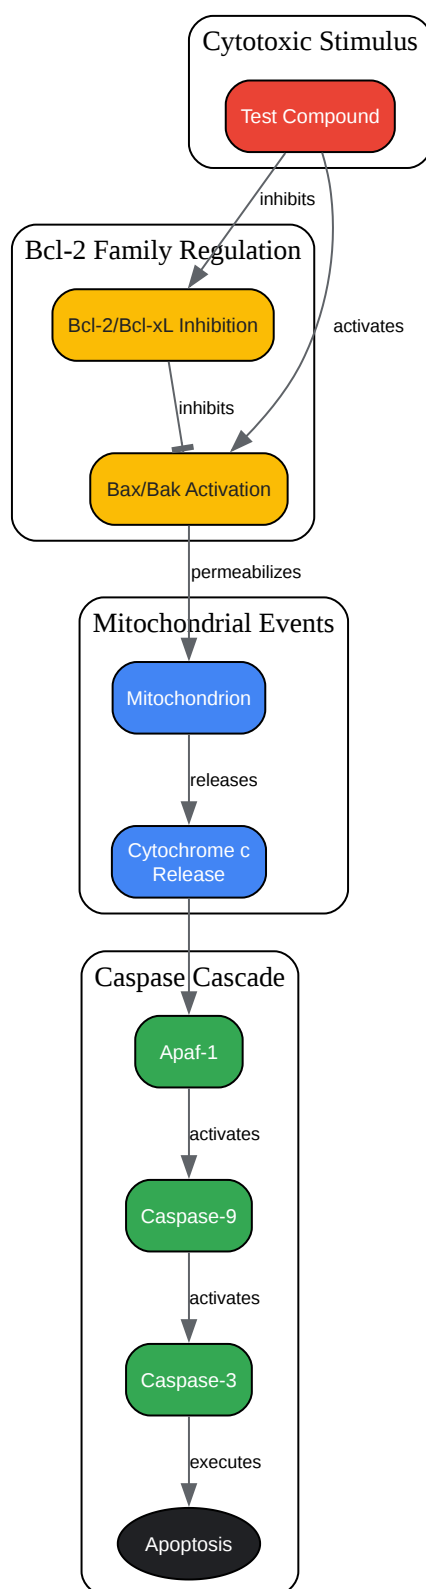 Cytotoxic Stimulus
Test Compound
inhibits
Bcl-2 Family Regulation
Bcl-2/Bcl-xL Inhibition
activates
inhibits
Bax/Bak Activation
permeabilizes
Mitochondrial Events
Mitochondrion
releases
Cytochrome c
Release
Caspase Cascade
Apaf-1
activates
Caspase-9
activates
Caspase-3
executes
Apoptosis